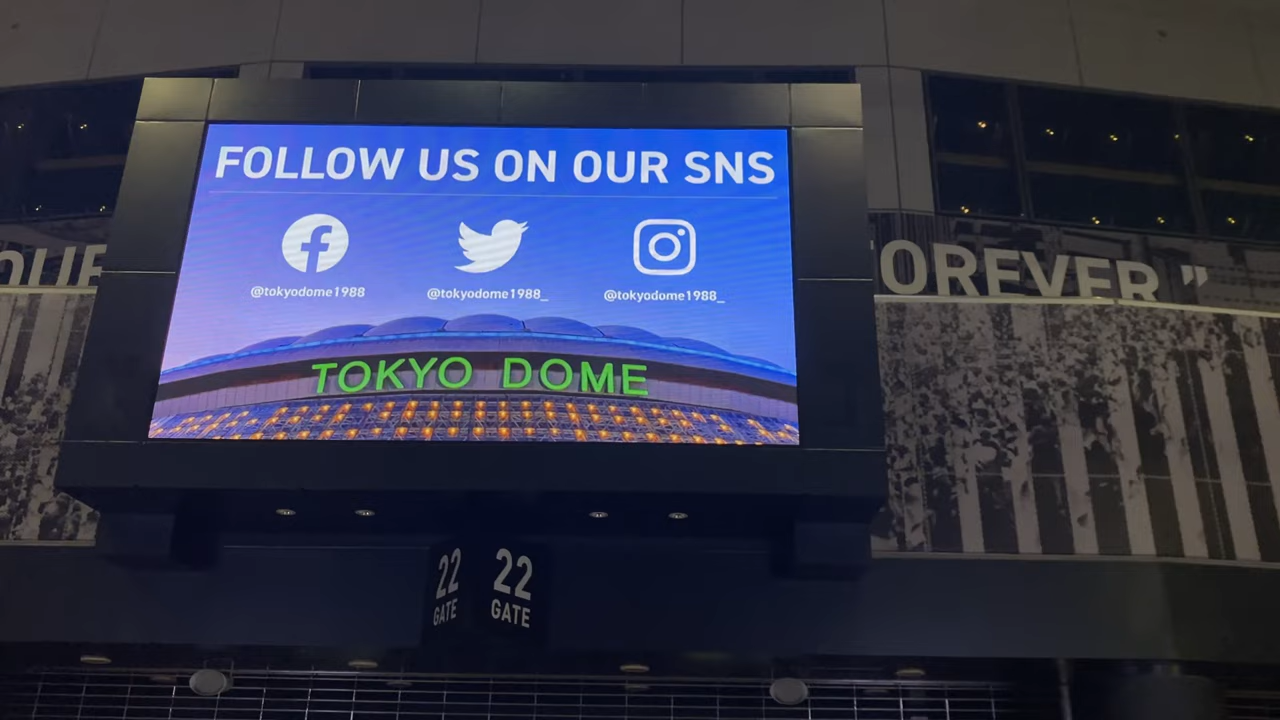 FOLLOW US ON OUR SNS
@tokyodome1988
@tokyodome1988_
@tokyodome1988_
TOKYO DOME
OREVER ”
22
GATE
22
GATE